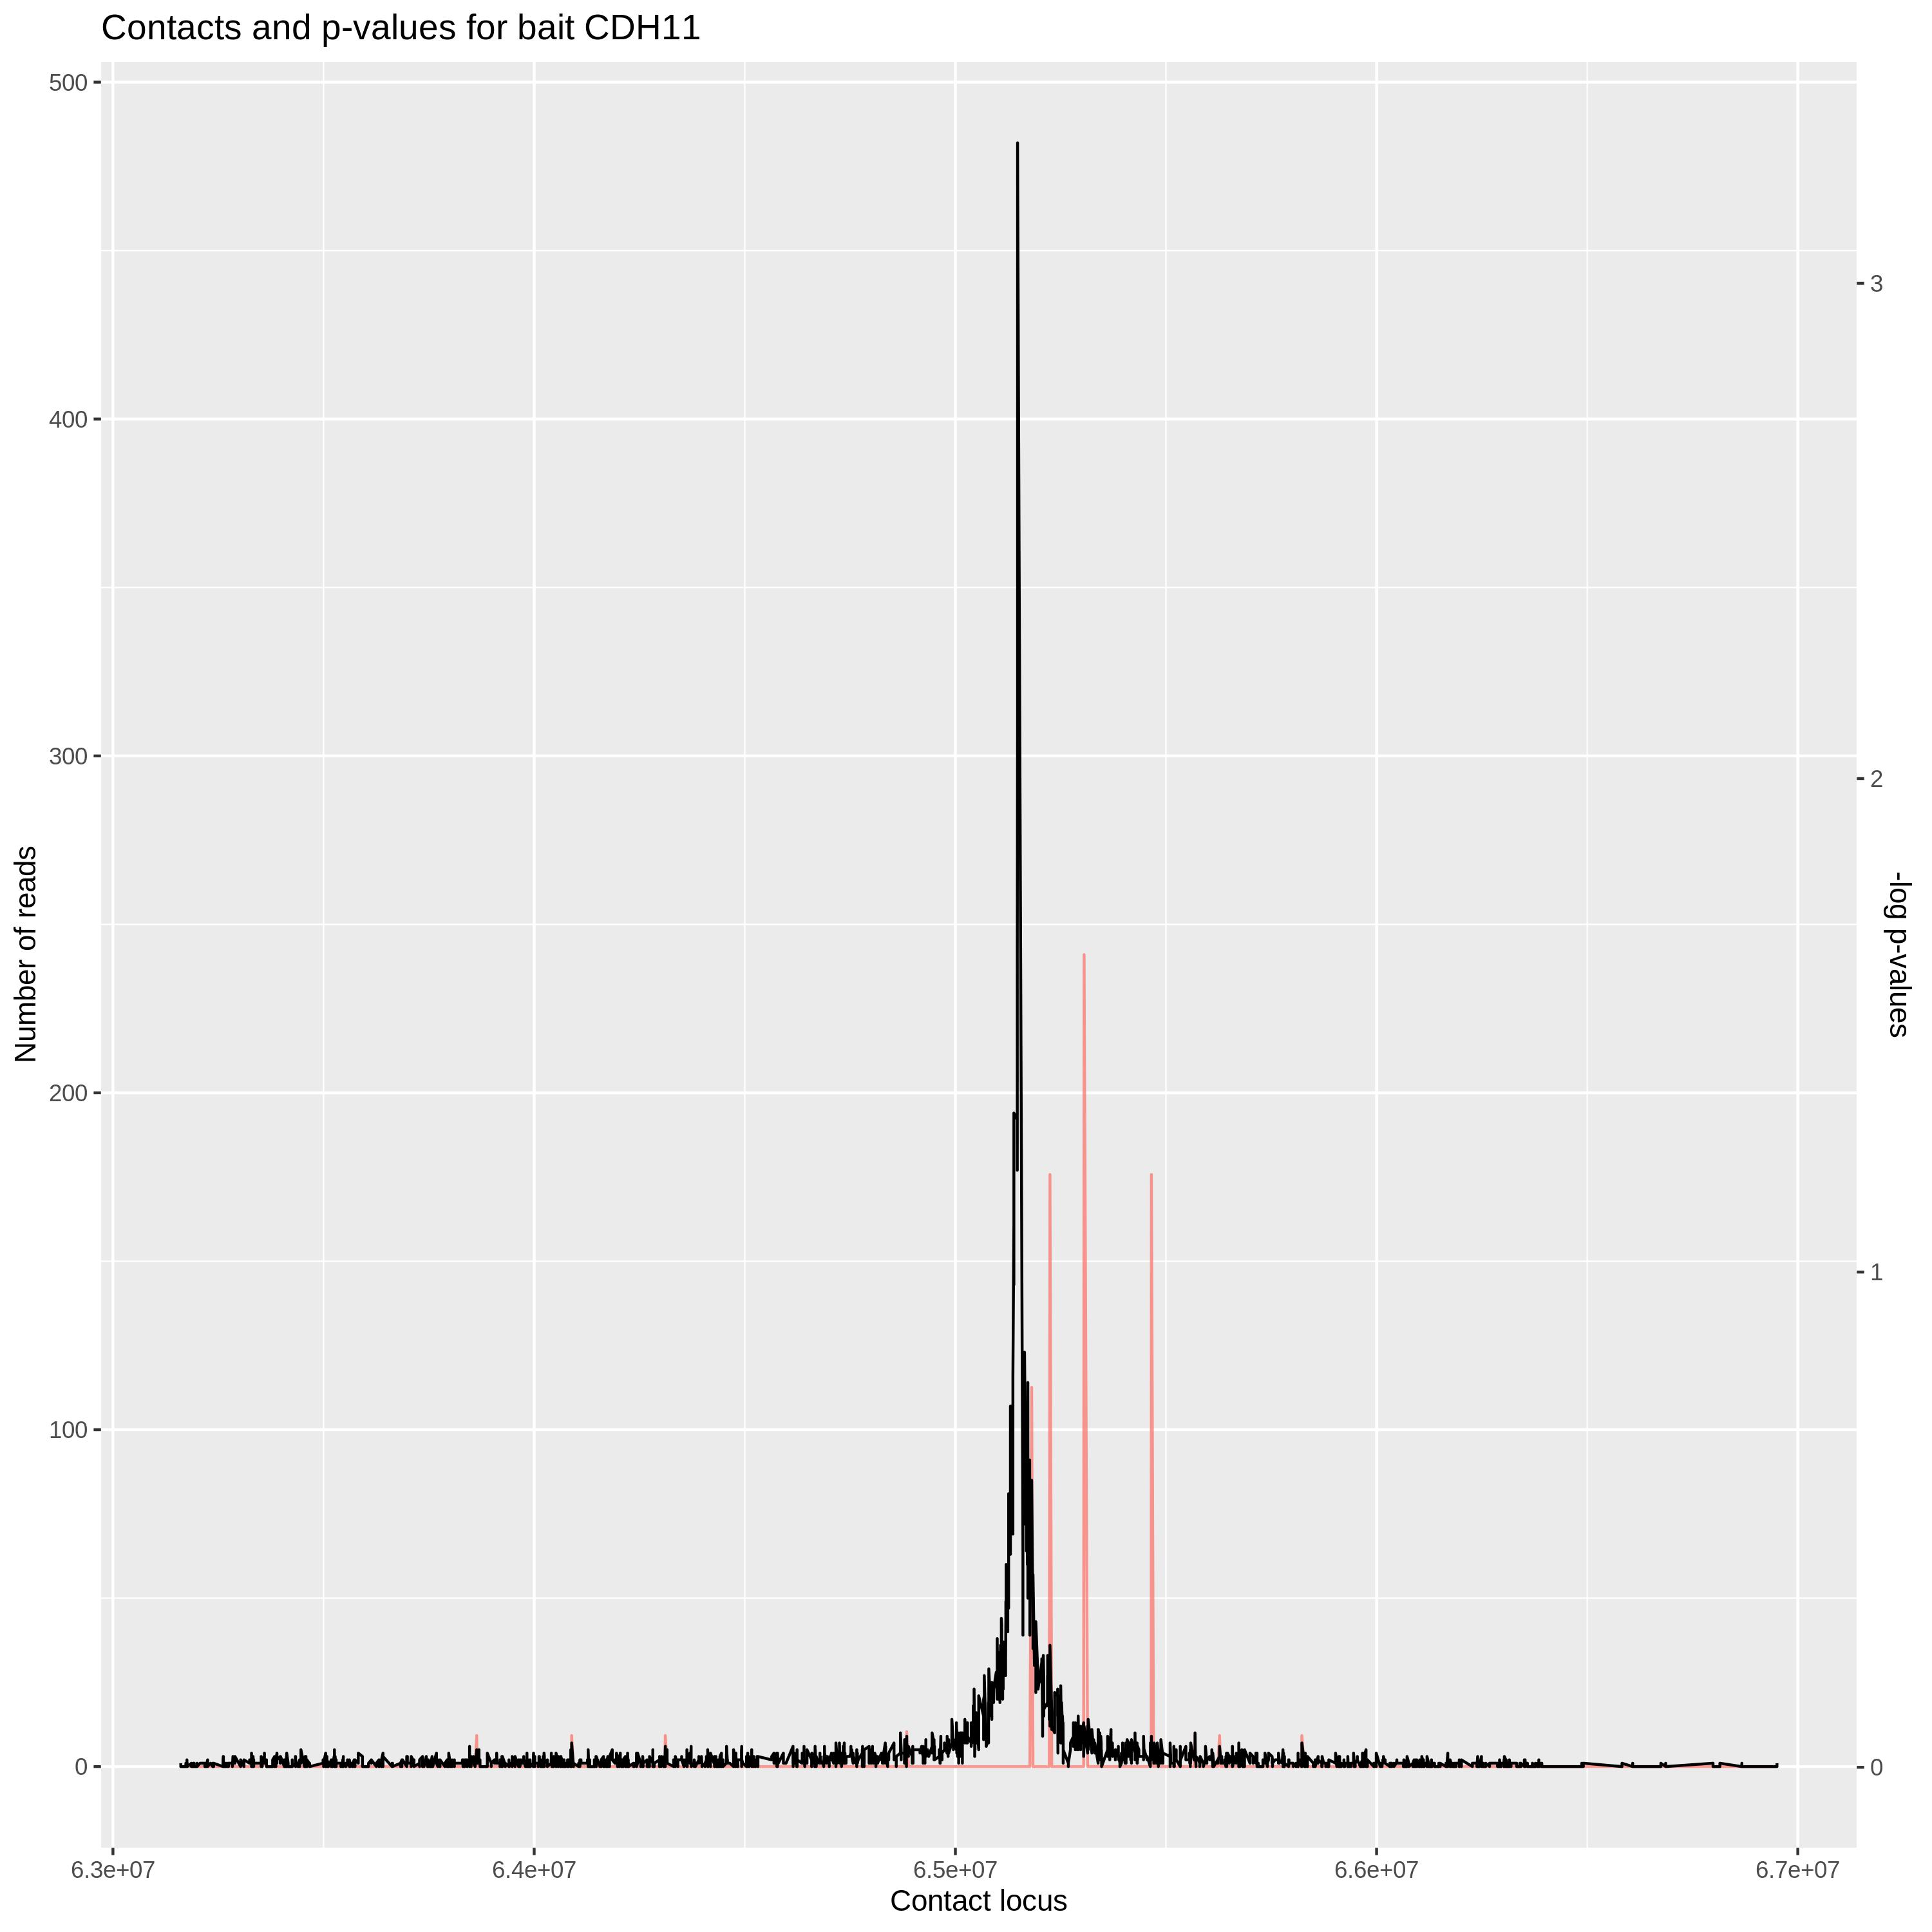 Contacts and p-values for bait CDH11
500
400
300
200
100
0
Number of reads
3
2
1
0
-log p-values
6.3e+07
6.4e+07
6.5e+07
6.6e+07
6.7e+07
Contact locus